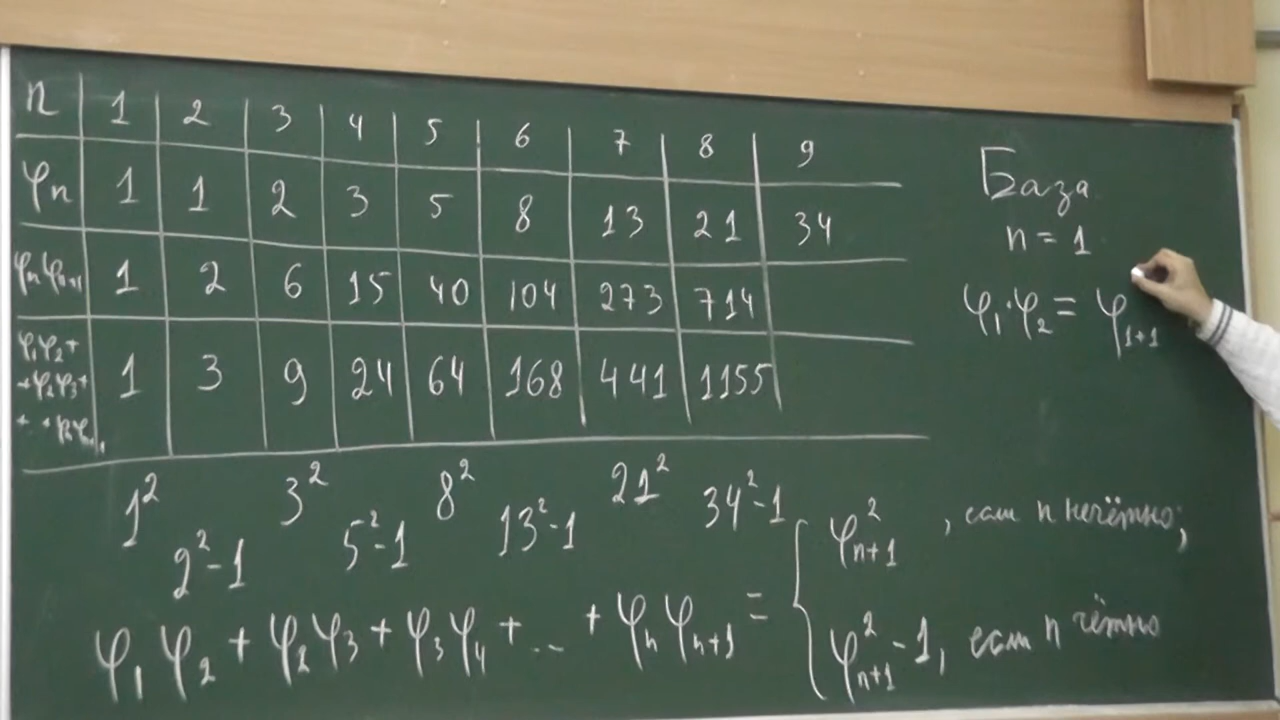 n 1 2 3 4 5 6 7 8 9
φn 1 1 2 3 5 8 13 21 34
φnφn+1 1 2 6 15 40 104 273 714
φ₁φ₂+
+φ₂φ₃+ 1 3 9 24 64 168 441 1155
1² 3² 8² 21²
2²-1 5²-1 13²-1 34²-1
φ₁φ₂ + φ₂φ₃ + φ₃φ₄ + ... + φₙφₙ₊₁ =
φ²ₙ₊₁ , если n нечётно;
φ²ₙ₊₁ - 1, если n чётно
База
n = 1
φ₁·φ₂ = φ₁₊₁